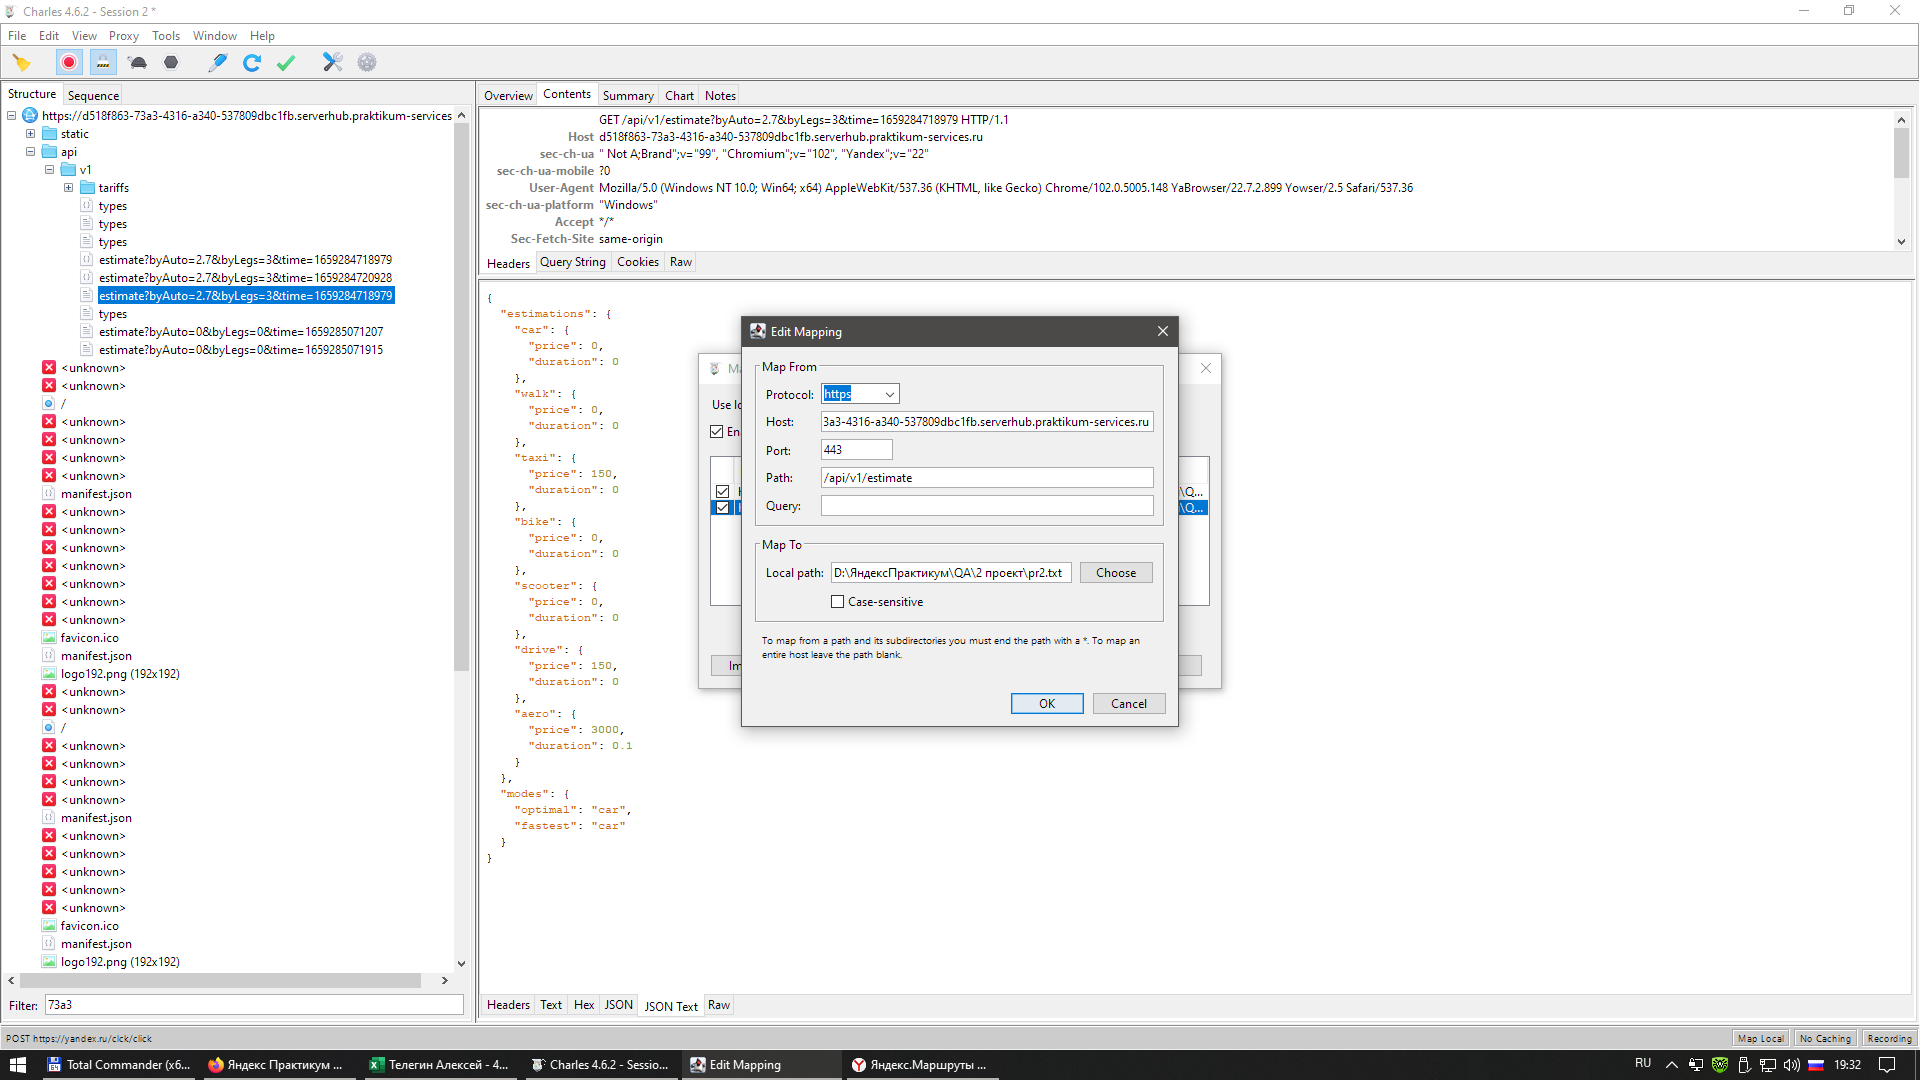 Charles 4.6.2 - Session 2 *
File Edit View Proxy Tools Window Help
Structure Sequence
https://d518f863-73a3-4316-a340-537809dbc1fb.serverhub.praktikum-services
static
api
v1
tariffs
types
types
types
estimate?byAuto=2.7&byLegs=3&time=1659284718979
estimate?byAuto=2.7&byLegs=3&time=1659284720928
estimate?byAuto=2.7&byLegs=3&time=1659284718979
types
estimate?byAuto=0&byLegs=0&time=1659285071207
estimate?byAuto=0&byLegs=0&time=1659285071915
<unknown>
<unknown>
/
<unknown>
<unknown>
<unknown>
<unknown>
manifest.json
<unknown>
<unknown>
<unknown>
<unknown>
<unknown>
<unknown>
<unknown>
favicon.ico
manifest.json
logo192.png (192x192)
<unknown>
<unknown>
/
<unknown>
<unknown>
<unknown>
<unknown>
manifest.json
<unknown>
<unknown>
<unknown>
<unknown>
<unknown>
favicon.ico
manifest.json
logo192.png (192x192)
Filter: 73a3
Overview Contents Summary Chart Notes
GET /api/v1/estimate?byAuto=2.7&byLegs=3&time=1659284718979 HTTP/1.1
Host d518f863-73a3-4316-a340-537809dbc1fb.serverhub.praktikum-services.ru
sec-ch-ua " Not A;Brand";v="99", "Chromium";v="102", "Yandex";v="22"
sec-ch-ua-mobile ?0
User-Agent Mozilla/5.0 (Windows NT 10.0; Win64; x64) AppleWebKit/537.36 (KHTML, like Gecko) Chrome/102.0.5005.148 YaBrowser/22.7.2.899 Yowser/2.5 Safari/537.36
sec-ch-ua-platform "Windows"
Accept */*
Sec-Fetch-Site same-origin
Headers Query String Cookies Raw
{
"estimations": {
"car": {
"price": 0,
"duration": 0
},
"walk": {
"price": 0,
"duration": 0
},
"taxi": {
"price": 150,
"duration": 0
},
"bike": {
"price": 0,
"duration": 0
},
"scooter": {
"price": 0,
"duration": 0
},
"drive": {
"price": 150,
"duration": 0
},
"aero": {
"price": 3000,
"duration": 0.1
}
},
"modes": {
"optimal": "car",
"fastest": "car"
}
}
Headers Text Hex JSON JSON Text Raw
Use lo
En
\Q...
\Q...
Im
Edit Mapping
Map From
Protocol: https
Host: 3a3-4316-a340-537809dbc1fb.serverhub.praktikum-services.ru
Port: 443
Path: /api/v1/estimate
Query:
Map To
Local path: D:\ЯндексПрактикум\QA\2 проект\pr2.txt Choose
Case-sensitive
To map from a path and its subdirectories you must end the path with a *. To map an
entire host leave the path blank.
OK Cancel
POST https://yandex.ru/clck/click
Map Local No Caching Recording
Total Commander (x6... Яндекс Практикум ... Телегин Алексей - 4... Charles 4.6.2 - Sessio... Edit Mapping Яндекс.Маршруты ... RU 19:32